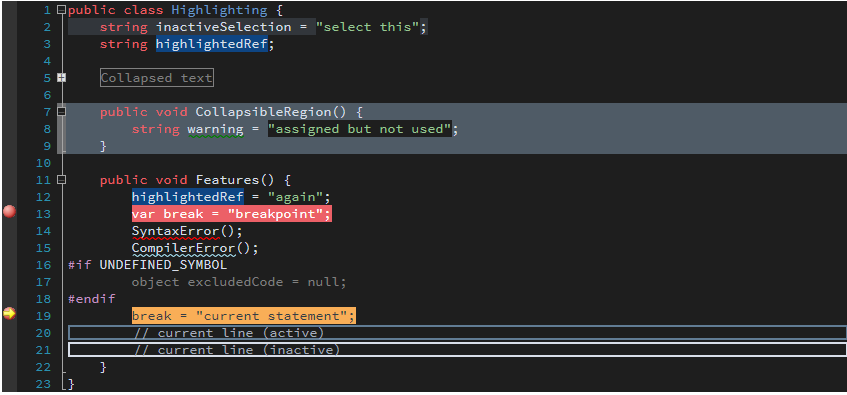 1 public class Highlighting {
2 string inactiveSelection = "select this";
3 string highlightedRef;
4
5 Collapsed text
6
7 public void CollapsibleRegion() {
8 string warning = "assigned but not used";
9 }
10
11 public void Features() {
12 highlightedRef = "again";
13 var break = "breakpoint";
14 SyntaxError();
15 CompilerError();
16 #if UNDEFINED_SYMBOL
17 object excludedCode = null;
18 #endif
19 break = "current statement";
20 // current line (active)
21 // current line (inactive)
22 }
23 }